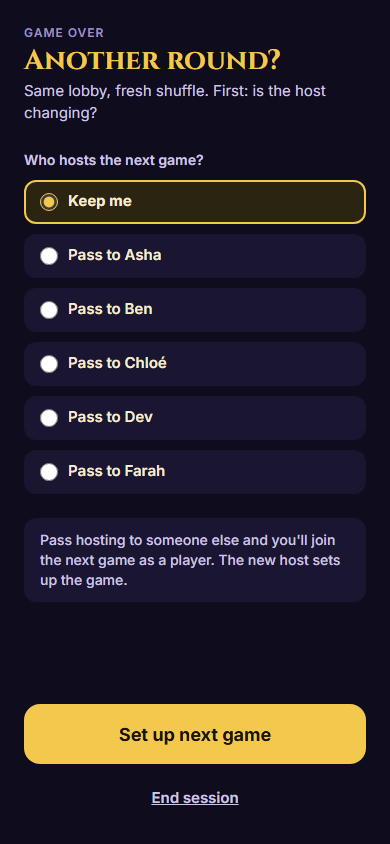 GAME OVER
Another round?
Same lobby, fresh shuffle. First: is the host
changing?
Who hosts the next game?
Keep me
Pass to Asha
Pass to Ben
Pass to Chloé
Pass to Dev
Pass to Farah
Pass hosting to someone else and you'll join
the next game as a player. The new host sets
up the game.
Set up next game
End session